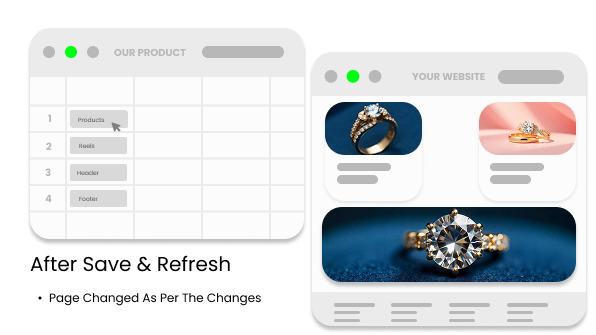 OUR PRODUCT
YOUR WEBSITE
1 Products
2 Reels
3 Header
4 Footer
After Save & Refresh
• Page Changed As Per The Changes